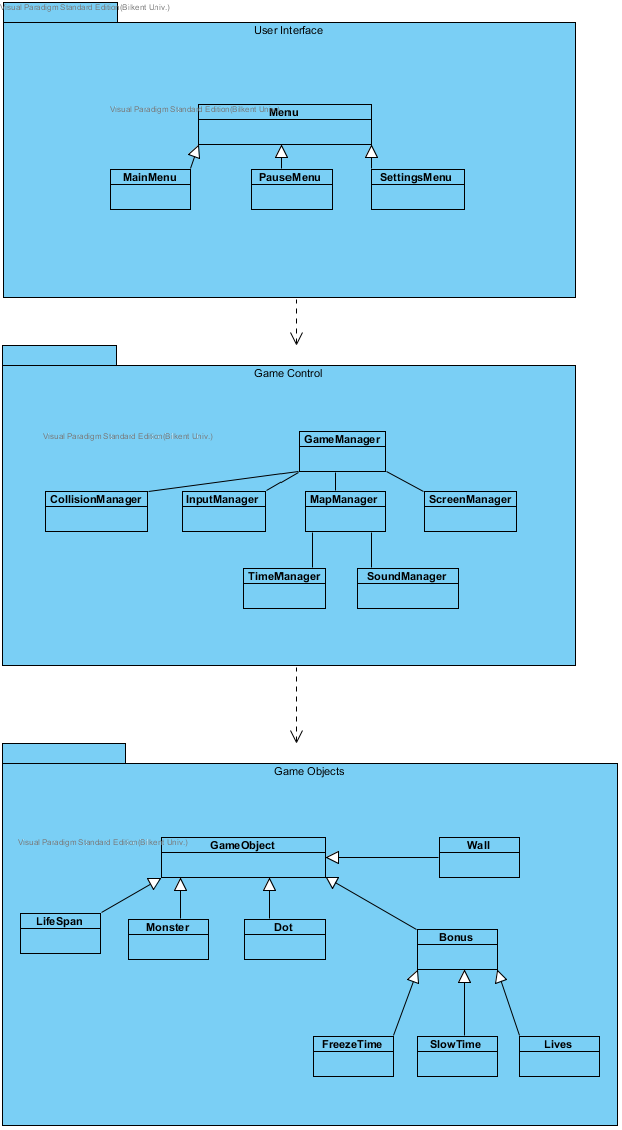 Visual Paradigm Standard Edition(Bilkent Univ.)
User Interface
Visual Paradigm Standard Edition(Bilkent Univ.)
Menu
MainMenu PauseMenu SettingsMenu
Game Control
Visual Paradigm Standard Edition(Bilkent Univ.)
GameManager
CollisionManager InputManager MapManager ScreenManager
TimeManager SoundManager
Game Objects
Visual Paradigm Standard Edition(Bilkent Univ.)
GameObject Wall
LifeSpan Monster Dot Bonus
FreezeTime SlowTime Lives